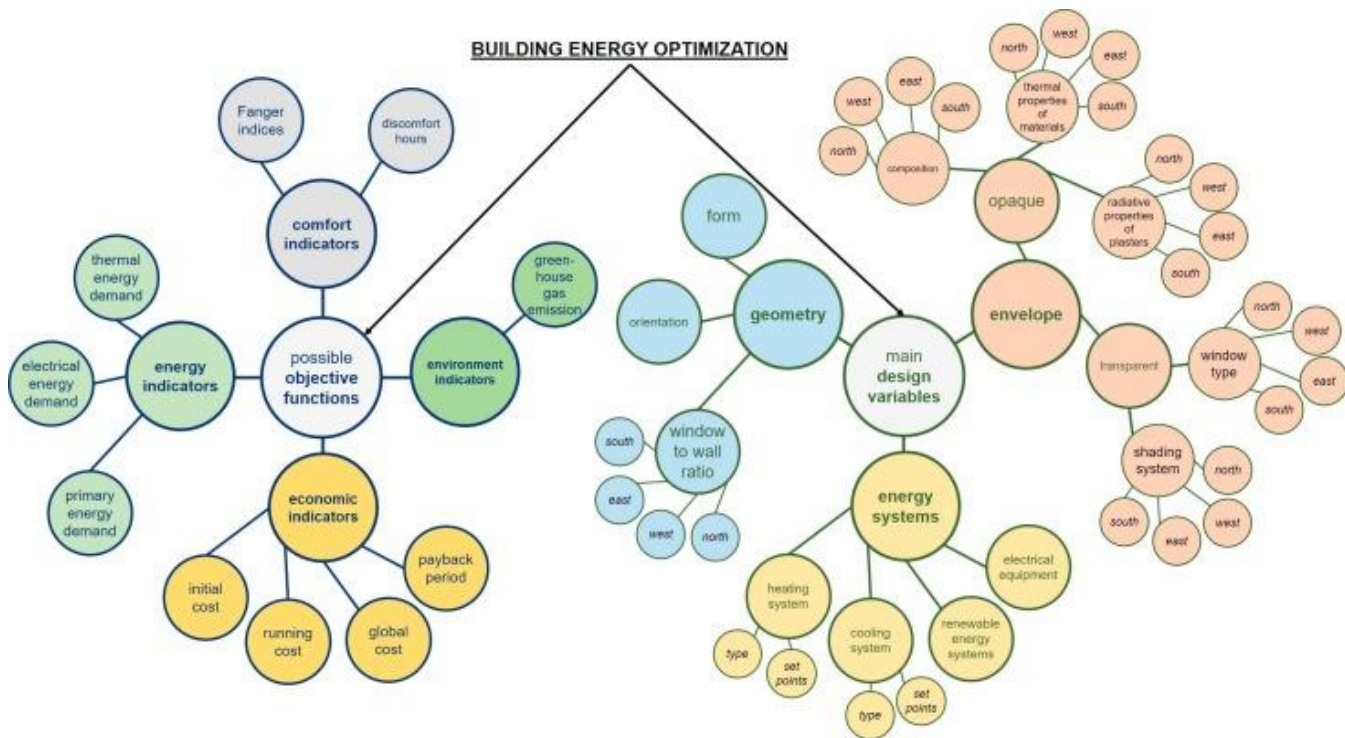 BUILDING ENERGY OPTIMIZATION
Fanger
indices
discomfort
hours
comfort
indicators
thermal
energy
demand
electrical
energy
demand
primary
energy
demand
energy
indicators
possible
objective
functions
green-
house
gas
emission
environment
indicators
economic
indicators
initial
cost
running
cost
global
cost
payback
period
main
design
variables
geometry
form
orientation
window
to wall
ratio
south
east
west
north
envelope
opaque
composition
north
west
east
south
thermal
properties
of
materials
north
west
east
south
radiative
properties
of plasters
north
west
east
south
transparent
window
type
north
west
east
south
shading
system
north
west
east
south
energy
systems
heating
system
type
set
points
cooling
system
type
set
points
renewable
energy
systems
electrical
equipment